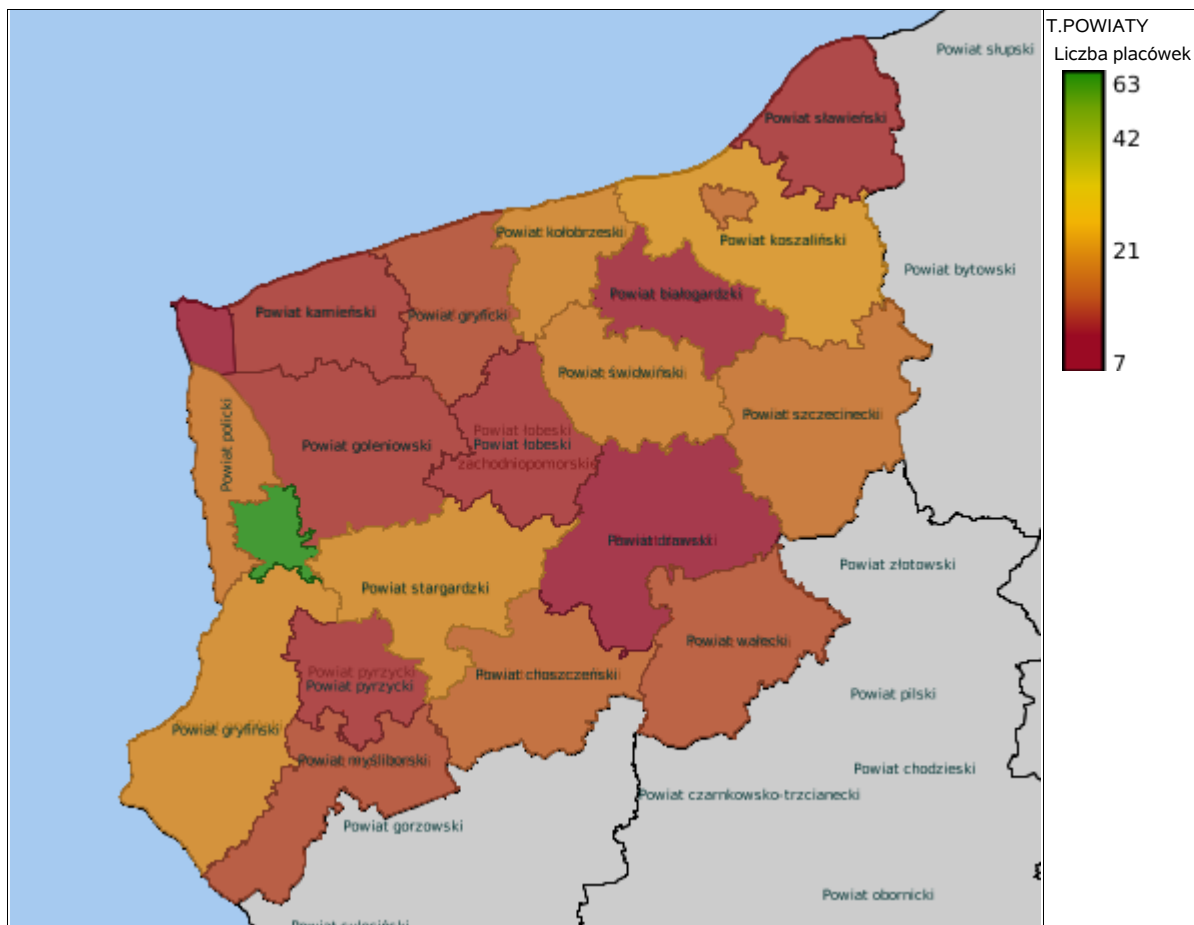 T.POWIATY
Liczba placówek
63
42
21
7
Powiat słupski
Powiat sławieński
Powiat kołobrzeski
Powiat koszaliński
Powiat bytowski
Powiat białogardzki
Powiat kamieński
Powiat gryficki
Powiat świdwiński
Powiat szczecinecki
Powiat policki
Powiat łobeski
Powiat łobeski
Powiat goleniowski
zachodniopomorskie
Powiat drawski
Powiat złotowski
Powiat stargardzki
Powiat wałecki
Powiat pyrzycki
Powiat choszczeński
Powiat pyrzycki
Powiat pilski
Powiat gryfiński
Powiat myśliborski
Powiat chodzieski
Powiat czarnkowsko-trzcianecki
Powiat gorzowski
Powiat obornicki
Powiat